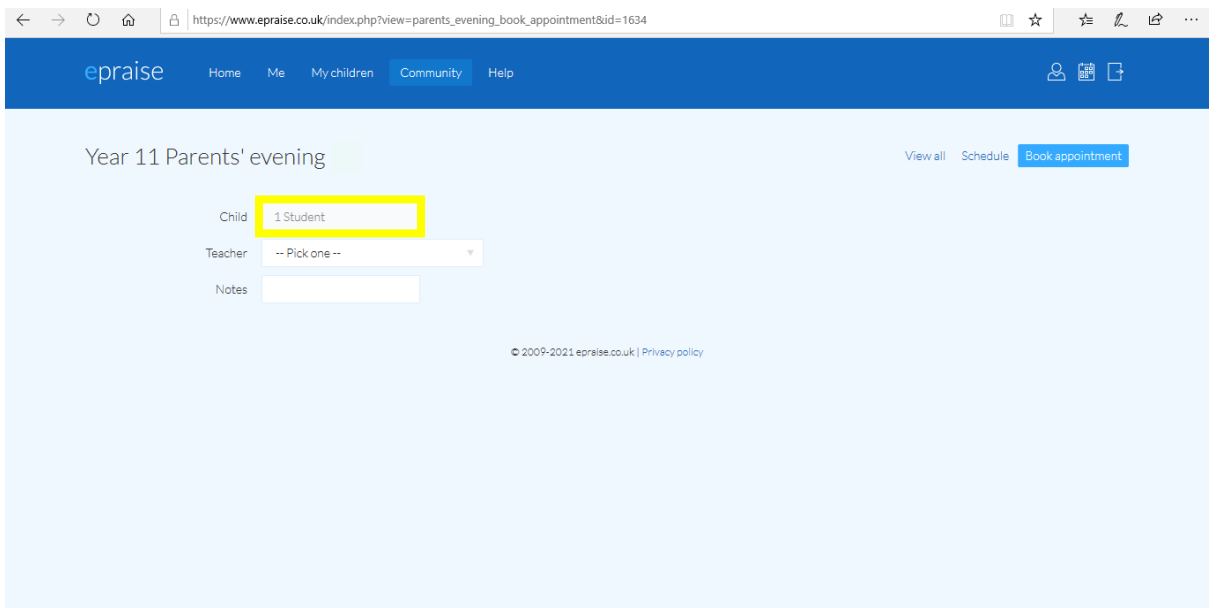 https://www.epraise.co.uk/index.php?view=parents_evening_book_appointment&id=1634
epraise Home Me My children Community Help
Year 11 Parents' evening View all Schedule Book appointment
Child 1 Student
Teacher -- Pick one --
Notes
© 2009-2021 epraise.co.uk | Privacy policy